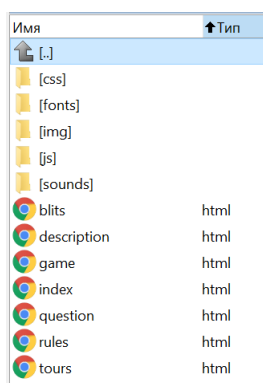 Имя Тип
[..]
[css]
[fonts]
[img]
[js]
[sounds]
blits html
description html
game html
index html
question html
rules html
tours html